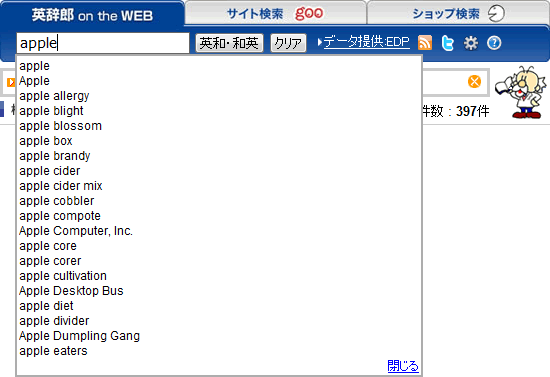 英辞郎 on the WEB サイト検索 goo ショップ検索
apple 英和・和英 クリア データ提供:EDP
件数：397件
apple
Apple
apple allergy
apple blight
apple blossom
apple box
apple brandy
apple cider
apple cider mix
apple cobbler
apple compote
Apple Computer, Inc.
apple core
apple corer
apple cultivation
Apple Desktop Bus
apple diet
apple divider
Apple Dumpling Gang
apple eaters
閉じる